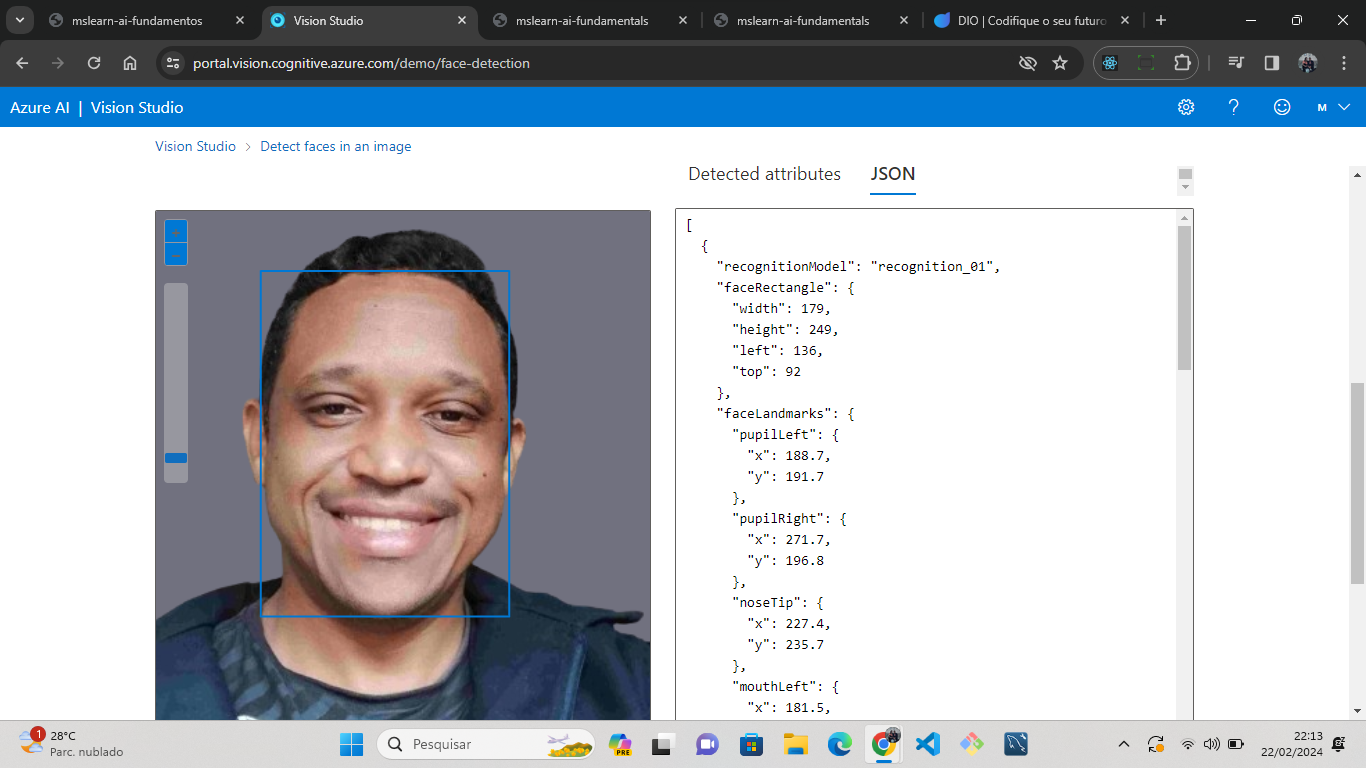 mslearn-ai-fundamentos
Vision Studio
mslearn-ai-fundamentals
mslearn-ai-fundamentals
DIO | Codifique o seu futuro
portal.vision.cognitive.azure.com/demo/face-detection
Azure AI | Vision Studio
M
Vision Studio > Detect faces in an image
Detected attributes
JSON
[
{
"recognitionModel": "recognition_01",
"faceRectangle": {
"width": 179,
"height": 249,
"left": 136,
"top": 92
},
"faceLandmarks": {
"pupilLeft": {
"x": 188.7,
"y": 191.7
},
"pupilRight": {
"x": 271.7,
"y": 196.8
},
"noseTip": {
"x": 227.4,
"y": 235.7
},
"mouthLeft": {
"x": 181.5,
1
28°C
Parc. nublado
Pesquisar
PRE
22:13
22/02/2024